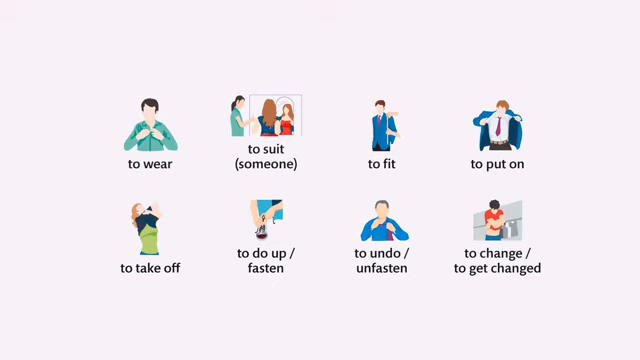 to wear
to suit
(someone)
to fit
to put on
to take off
to do up /
fasten
to undo /
unfasten
to change /
to get changed